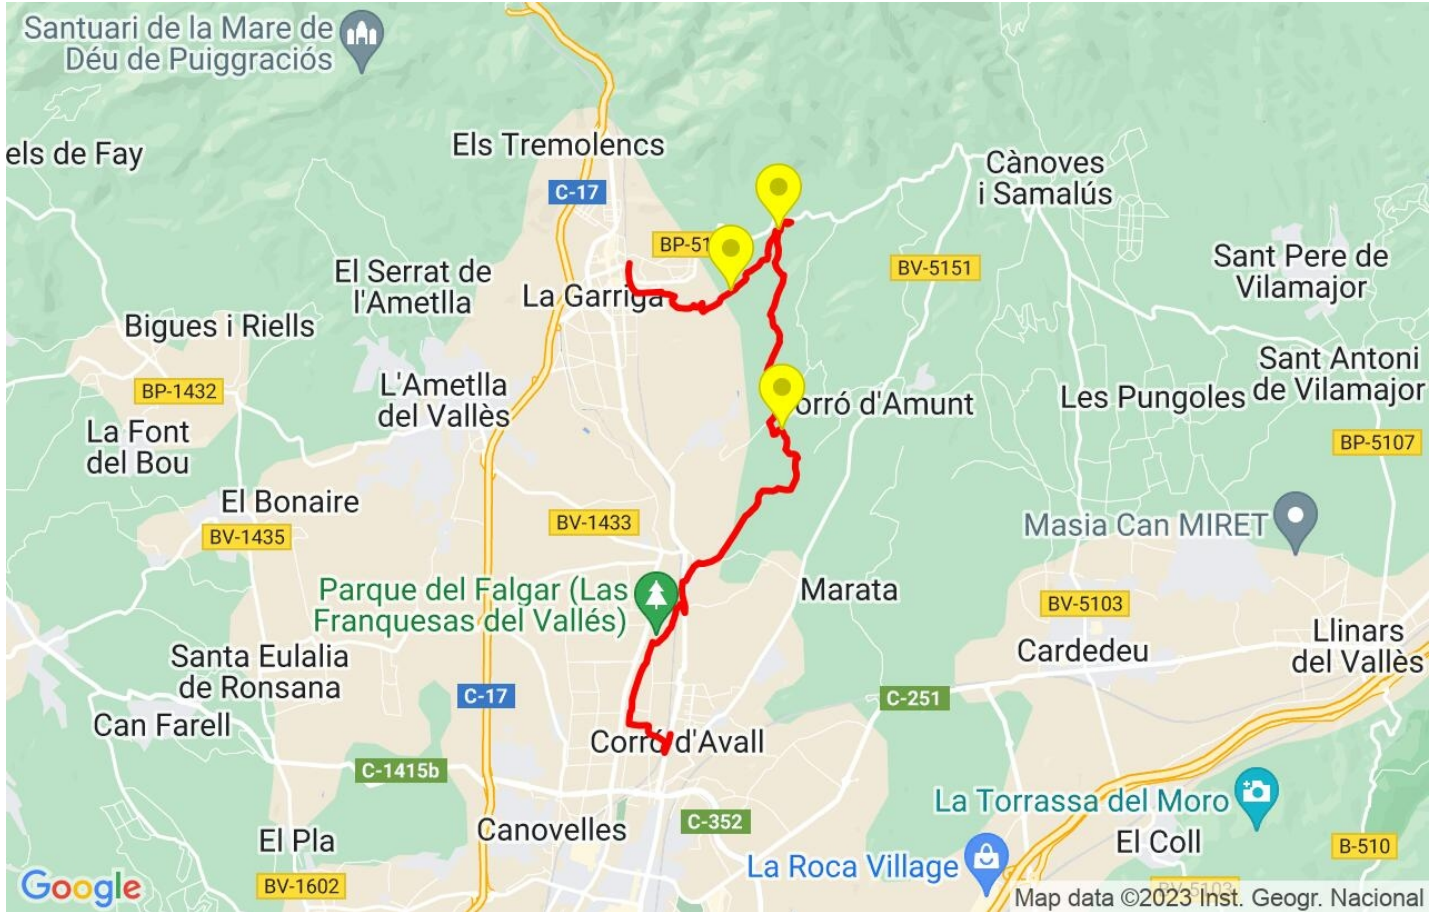 Santuari de la Mare de
Déu de Puiggraciós
els de Fay
Els Tremolencs
C-17
Cànoves
i Samalús
BP-51
BV-5151
Sant Pere de
Vilamajor
El Serrat de
l'Ametlla
La Garriga
Bigues i Riells
BP-1432
L'Ametlla
del Vallès
orró d'Amunt
Les Pungoles
Sant Antoni
de Vilamajor
La Font
del Bou
BP-5107
El Bonaire
BV-1433
BV-1435
Masia Can MIRET
Parque del Falgar (Las
Franquesas del Vallés)
Marata
BV-5103
Cardedeu
Llinars
del Vallès
Santa Eulalia
de Ronsana
C-17
C-251
Can Farell
Corró d'Avall
C-1415b
La Torrassa del Moro
C-352
Canovelles
El Pla
El Coll
B-510
La Roca Village
BV-1602
BV-5103
Google
Map data ©2023 Inst. Geogr. Nacional